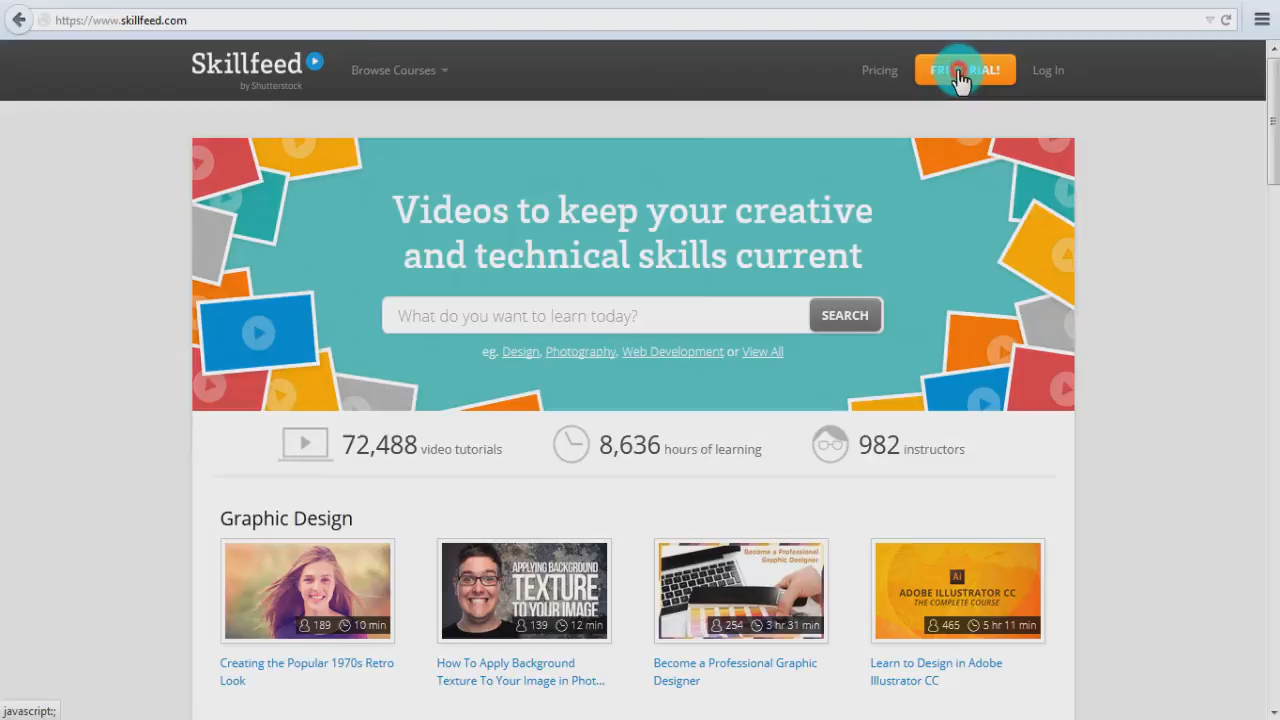 https://www.skillfeed.com
Skillfeed
by Shutterstock
Browse Courses
Pricing
Log In
Videos to keep your creative
and technical skills current
What do you want to learn today?
SEARCH
eg. Design, Photography, Web Development or View All
72,488 video tutorials
8,636 hours of learning
982 instructors
Graphic Design
189 10 min
APPLYING BACKGROUND
TEXTURE
TO YOUR IMAGE
139 12 min
Become a Professional
Graphic Designer
254 3 hr 31 min
Ai
ADOBE ILLUSTRATOR CC
THE COMPLETE COURSE
465 5 hr 11 min
Creating the Popular 1970s Retro
Look
How To Apply Background
Texture To Your Image in Phot...
Become a Professional Graphic
Designer
Learn to Design in Adobe
Illustrator CC
javascript:;